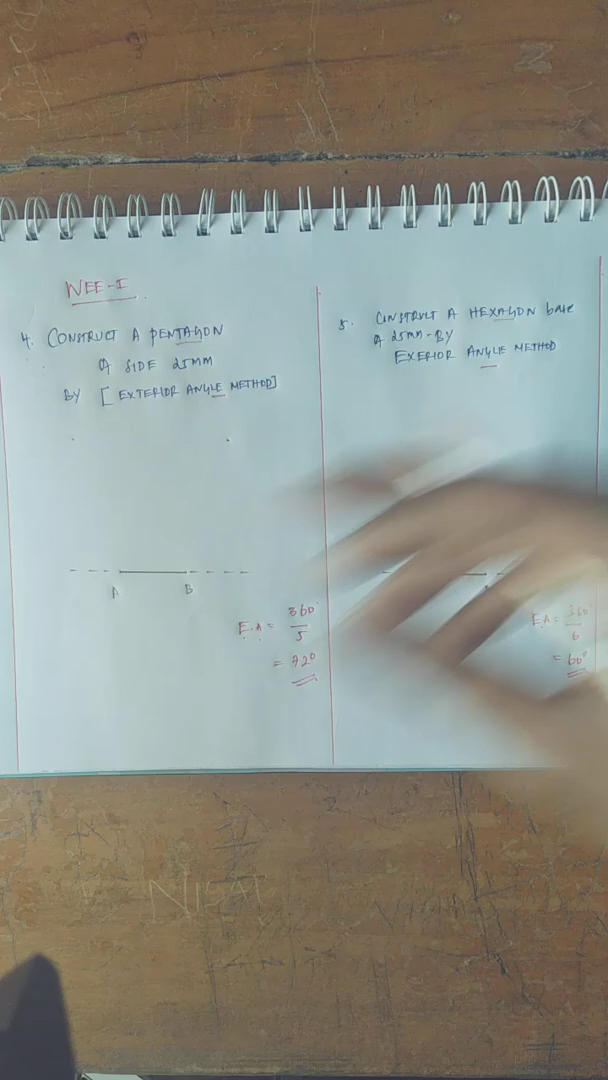 WEE-I
4. CONSTRUCT A PENTAGON
OF SIDE 25MM
BY [EXTERIOR ANGLE METHOD]
A B
E.A = 360°
5
= 72°
5. CONSTRUCT A HEXAGON base
OF 25mm - BY
EXERIOR ANGLE METHOD
E.A = 360°
6
= 60°